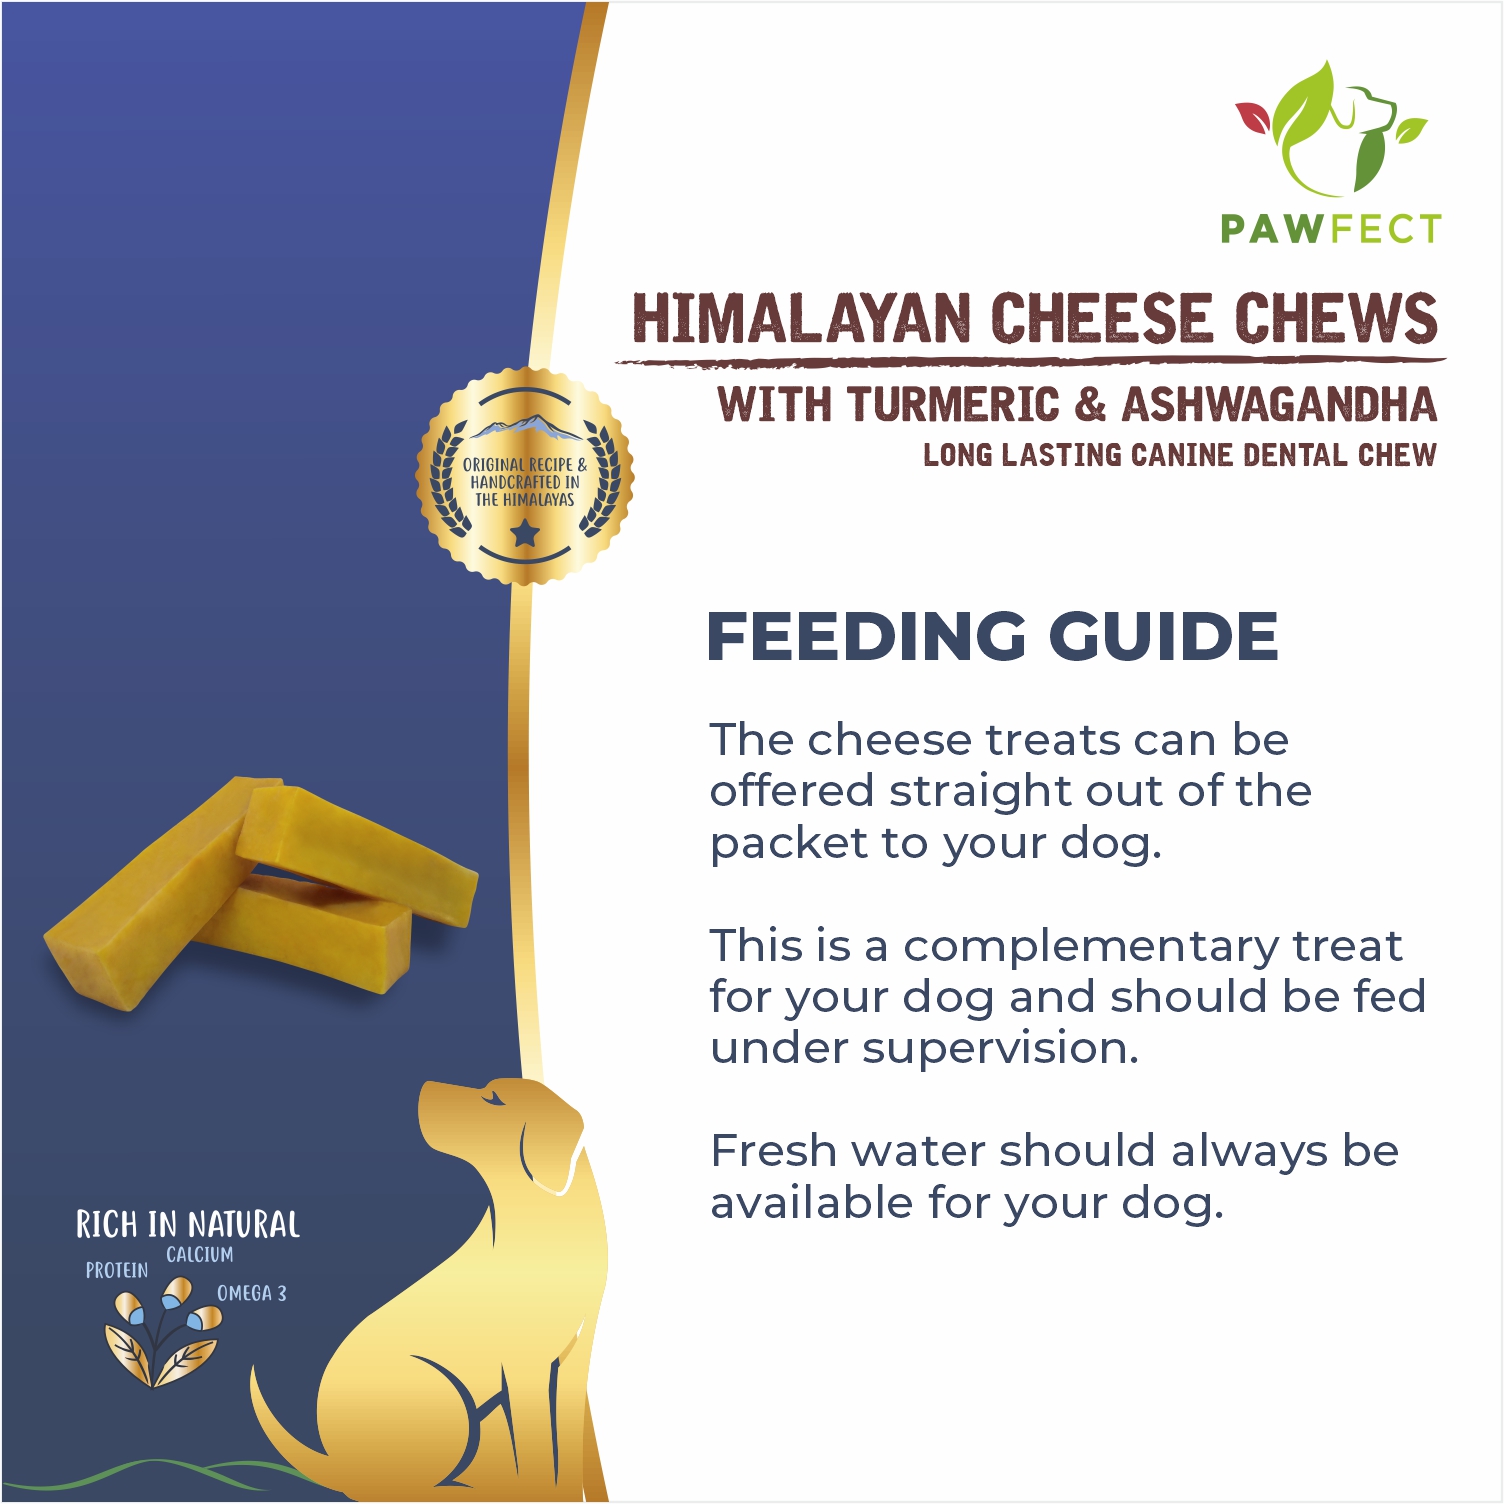 PAWFECT
HIMALAYAN CHEESE CHEWS
WITH TURMERIC & ASHWAGANDHA
LONG LASTING CANINE DENTAL CHEW
ORIGINAL RECIPE &
HANDCRAFTED IN
THE HIMALAYAS
FEEDING GUIDE
The cheese treats can be
offered straight out of the
packet to your dog.
This is a complementary treat
for your dog and should be fed
under supervision.
Fresh water should always be
available for your dog.
RICH IN NATURAL
CALCIUM
PROTEIN
OMEGA 3